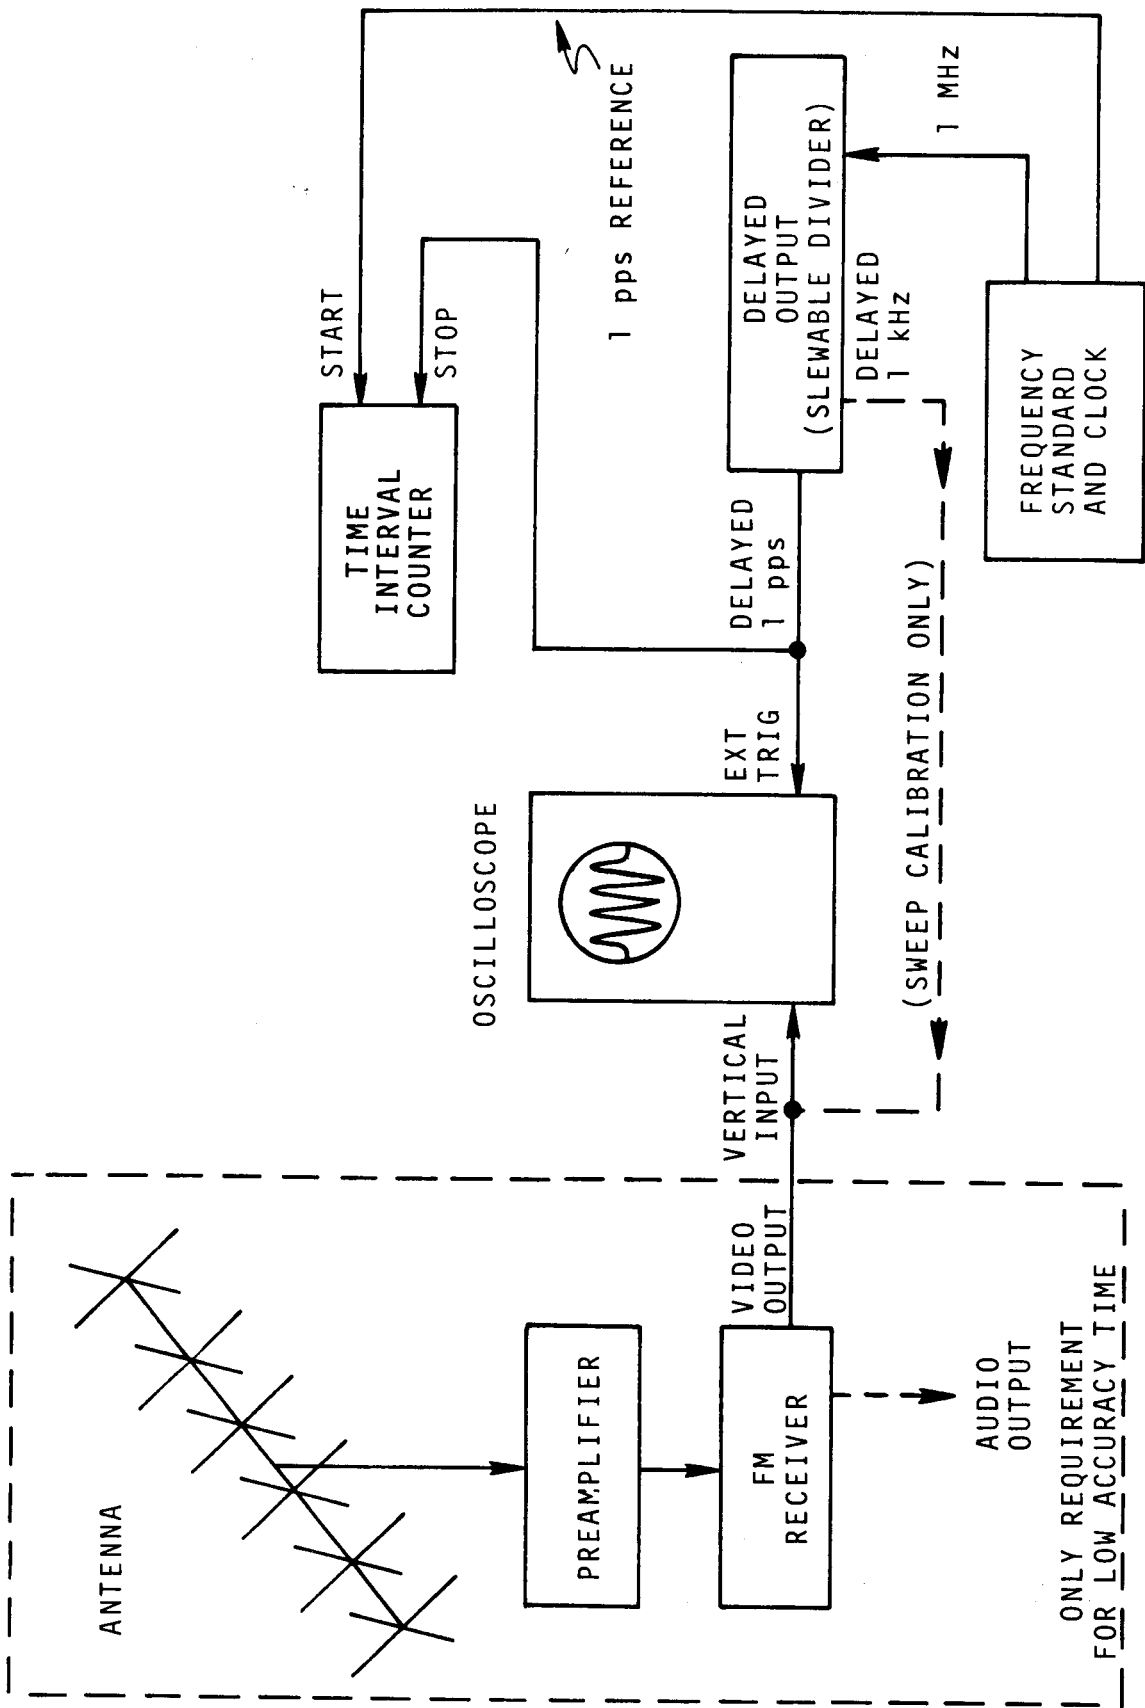 ANTENNA
PREAMPLIFIER
FM
RECEIVER
VIDEO
OUTPUT
AUDIO
OUTPUT
ONLY REQUIREMENT
FOR LOW ACCURACY TIME
OSCILLOSCOPE
VERTICAL
INPUT
EXT
TRIG
(SWEEP CALIBRATION ONLY)
TIME
INTERVAL
COUNTER
START
STOP
1 pps REFERENCE
DELAYED
1 pps
DELAYED
OUTPUT
(SLEWABLE DIVIDER)
DELAYED
1 kHz
1 MHz
FREQUENCY
STANDARD
AND CLOCK